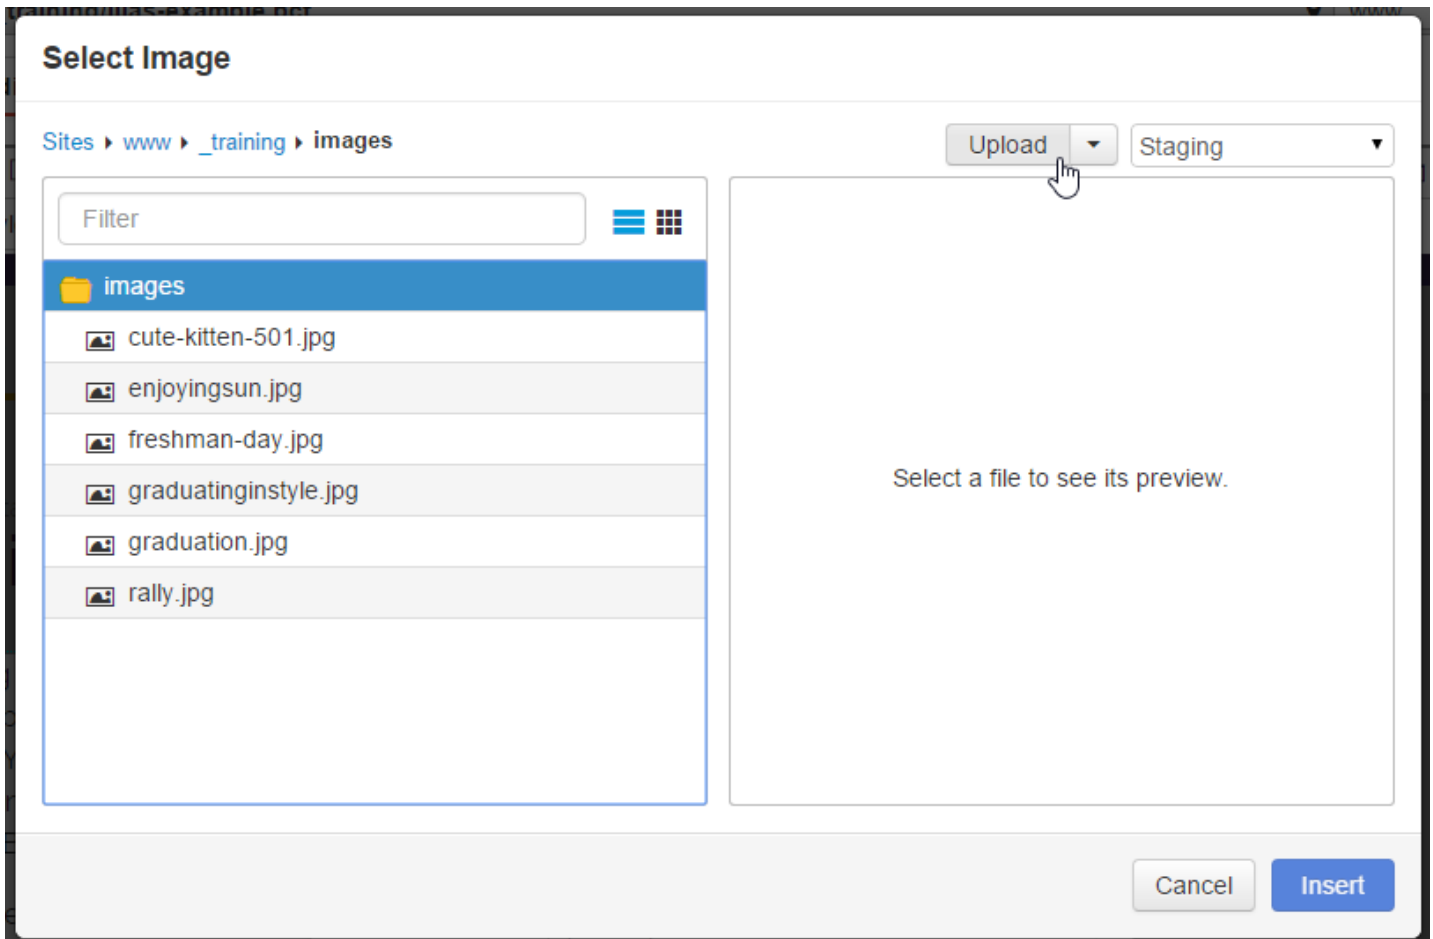 Select Image
Sites www _training images
Upload
Staging
Filter
images
cute-kitten-501.jpg
enjoyingsun.jpg
freshman-day.jpg
graduatinginstyle.jpg
graduation.jpg
rally.jpg
Select a file to see its preview.
Cancel
Insert